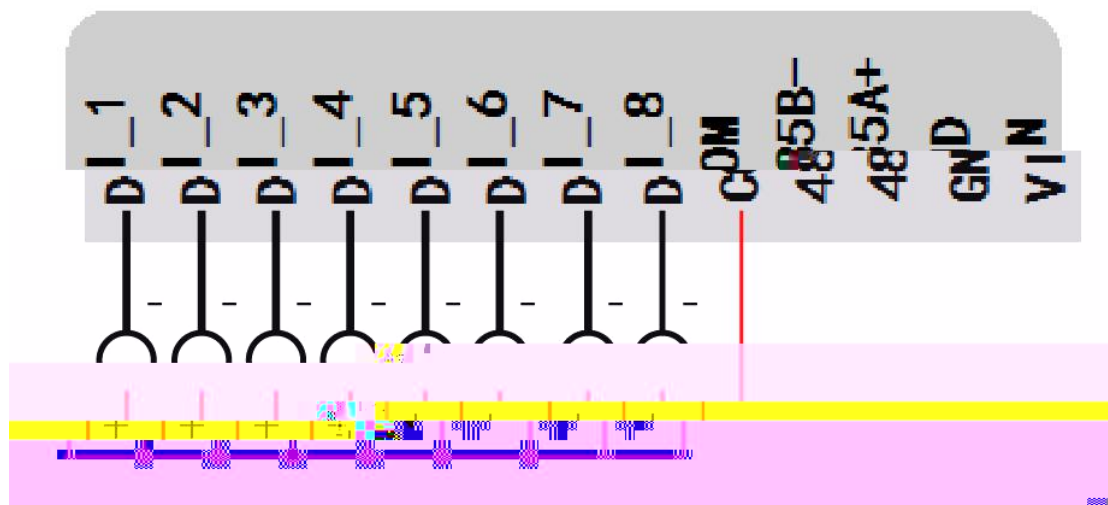 DI_1
DI_2
DI_3
DI_4
DI_5
DI_6
DI_7
DI_8
COM
485B-
485A+
GND
VIN
- - - - - - - -
+ + + +